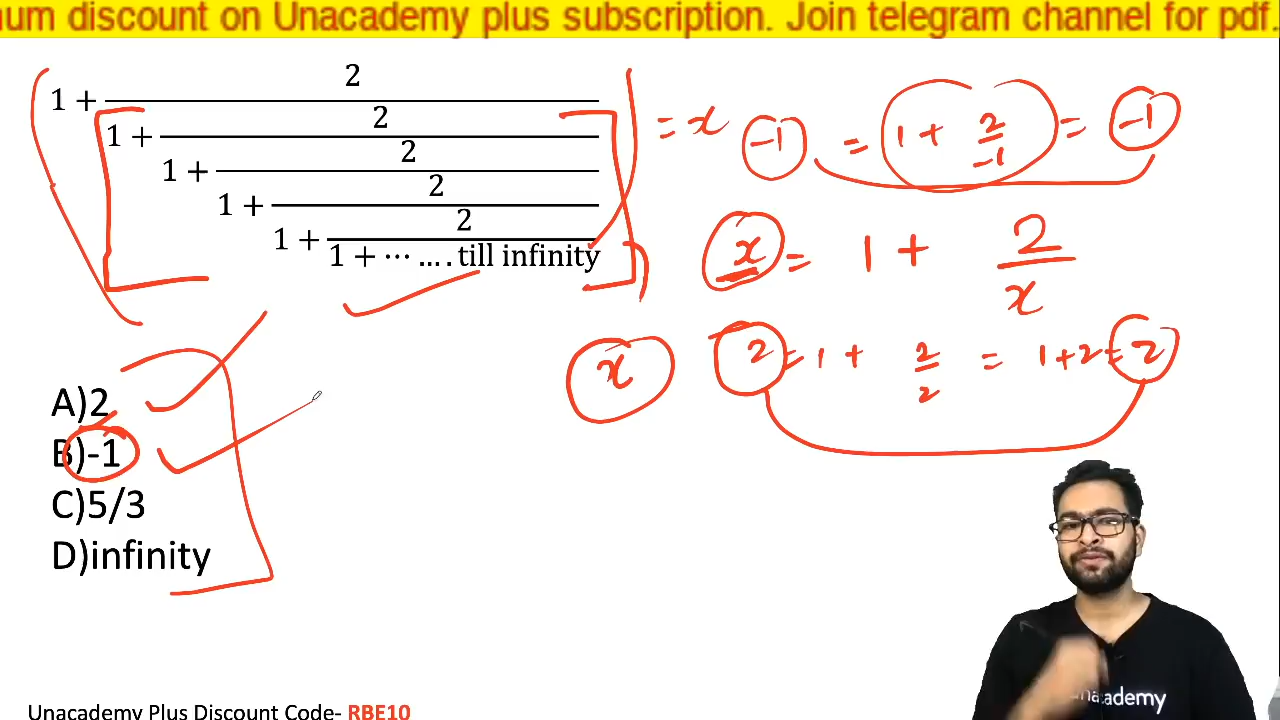 num discount on Unacademy plus subscription. Join telegram channel for pdf.
1 + 2
1 + 2
1 + 2
1 + 2
1 + 2
1 + ⋯ … . till infinity
= x
-1 = 1 + 2/-1 = -1
x = 1 + 2/x
x
2 = 1 + 2/2 = 1+2 = 2
A)2
B)-1
C)5/3
D)infinity
unacademy
Unacademy Plus Discount Code- RBE10